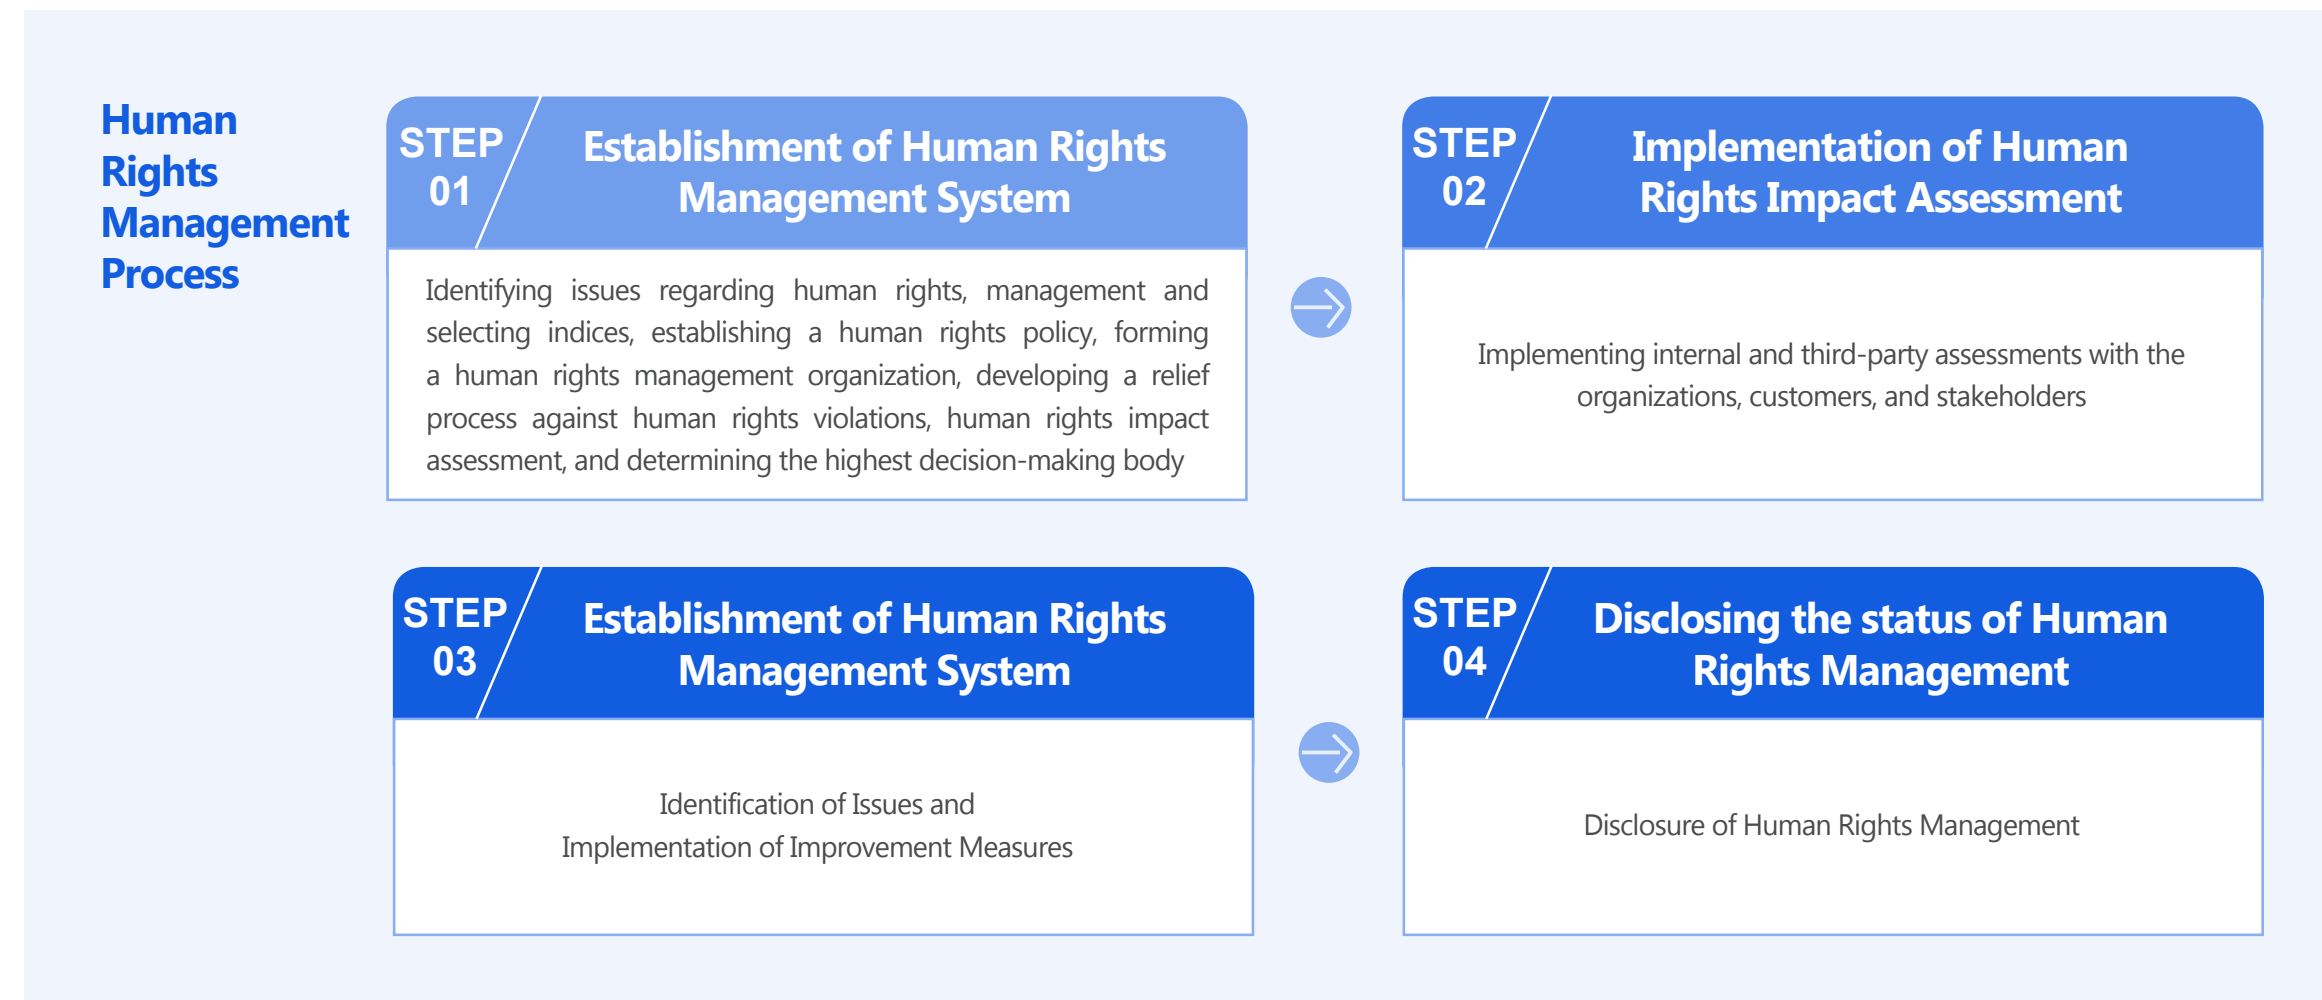 Human
Rights
Management
Process
STEP
01
Establishment of Human Rights
Management System
Identifying issues regarding human rights, management and
selecting indices, establishing a human rights policy, forming
a human rights management organization, developing a relief
process against human rights violations, human rights impact
assessment, and determining the highest decision-making body
STEP
02
Implementation of Human
Rights Impact Assessment
Implementing internal and third-party assessments with the
organizations, customers, and stakeholders
STEP
03
Establishment of Human Rights
Management System
Identification of Issues and
Implementation of Improvement Measures
STEP
04
Disclosing the status of Human
Rights Management
Disclosure of Human Rights Management